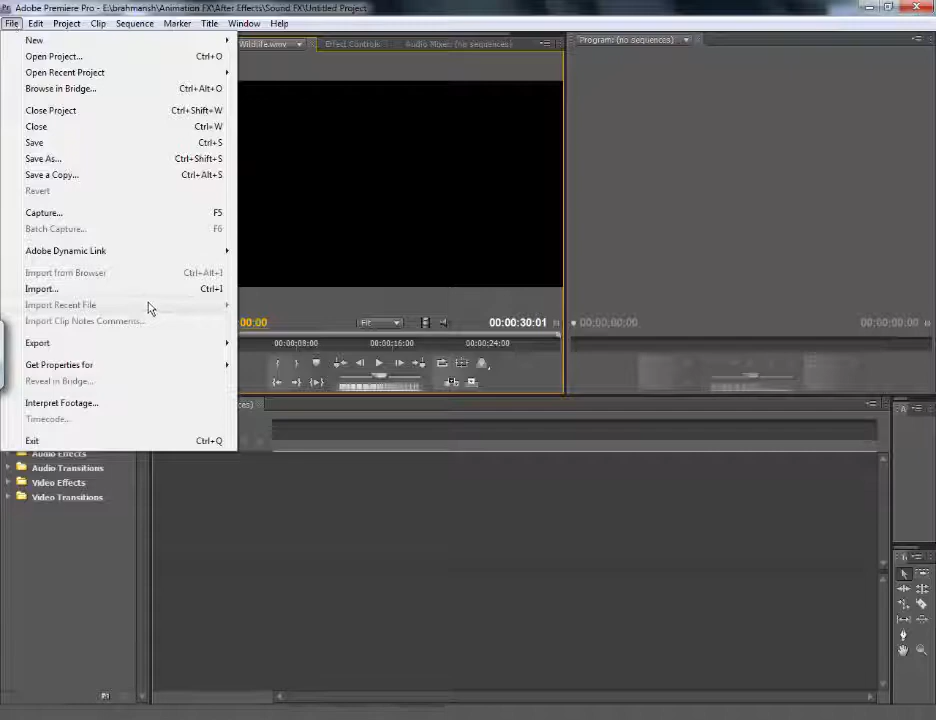 Adobe Premiere Pro - E:\brahmansh\Animation FX\After Effects\Sound FX\Untitled Project
File Edit Project Clip Sequence Marker Title Window Help
New
Open Project... Ctrl+O
Open Recent Project
Browse in Bridge... Ctrl+Alt+O
Close Project Ctrl+Shift+W
Close Ctrl+W
Save Ctrl+S
Save As... Ctrl+Shift+S
Save a Copy... Ctrl+Alt+S
Revert
Capture... F5
Batch Capture... F6
Adobe Dynamic Link
Import from Browser Ctrl+Alt+I
Import... Ctrl+I
Import Recent File
Import Clip Notes Comments...
Export
Get Properties for
Reveal in Bridge...
Interpret Footage...
Timecode...
Exit Ctrl+Q
Wildlife.wmv Effect Controls Audio Mixer: (no sequences)
Program: (no sequences)
00:00 Fit 00:00:30:01
00;00;00;00 00;00;00;00
00:00:08:00 00:00:16:00 00:00:24:00
Audio Effects
Audio Transitions
Video Effects
Video Transitions